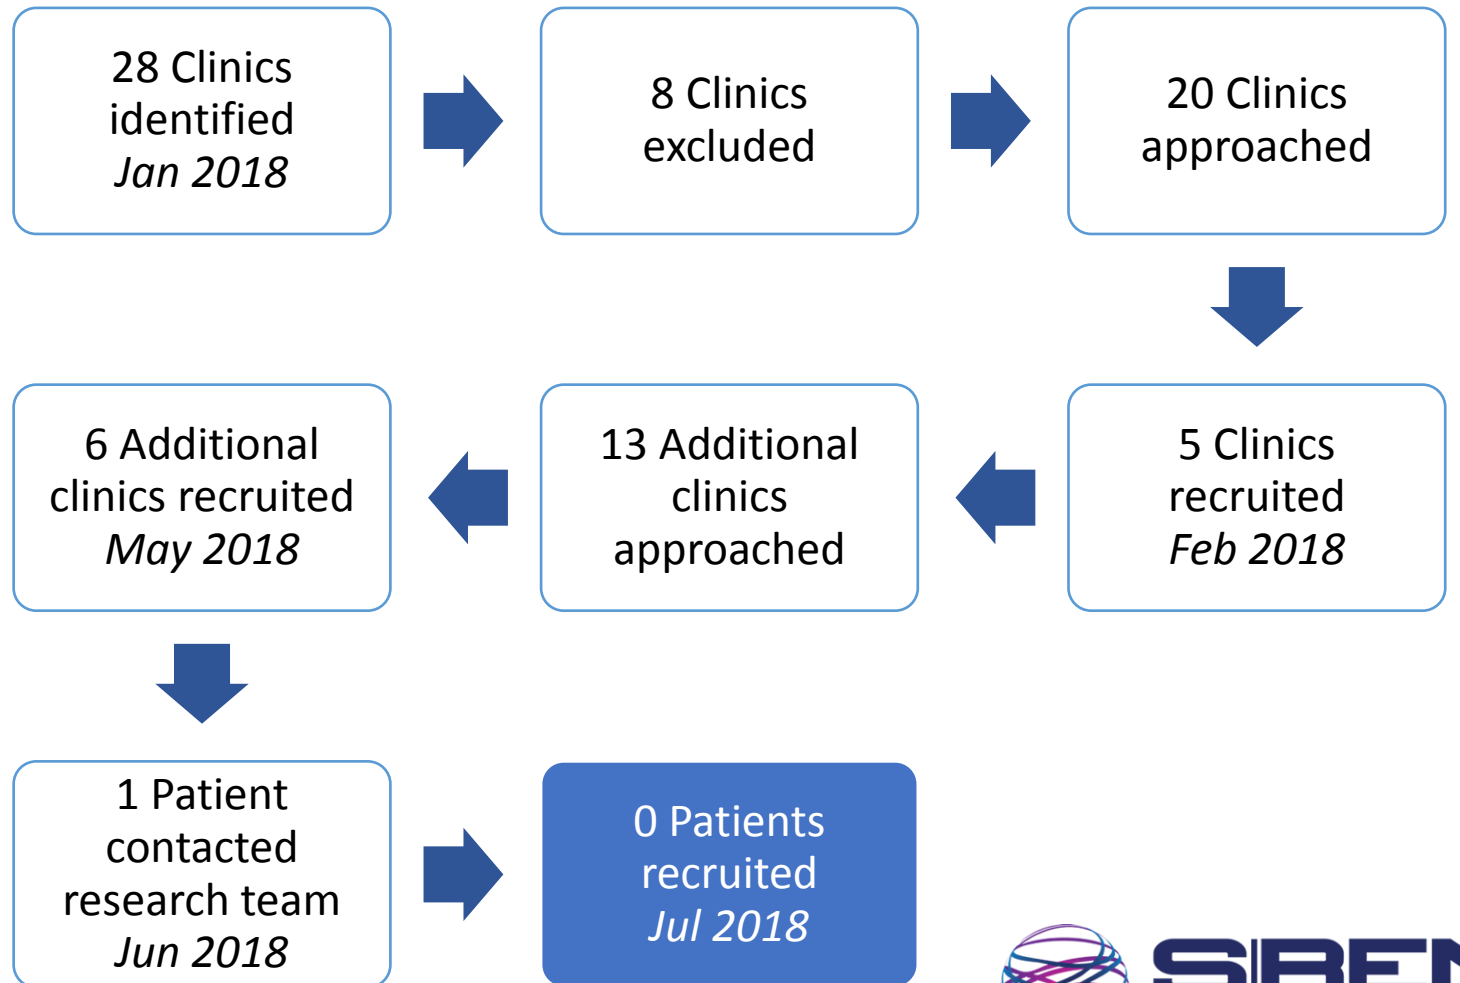 28 Clinics
identified
Jan 2018
8 Clinics
excluded
20 Clinics
approached
5 Clinics
recruited
Feb 2018
13 Additional
clinics
approached
6 Additional
clinics recruited
May 2018
1 Patient
contacted
research team
Jun 2018
0 Patients
recruited
Jul 2018